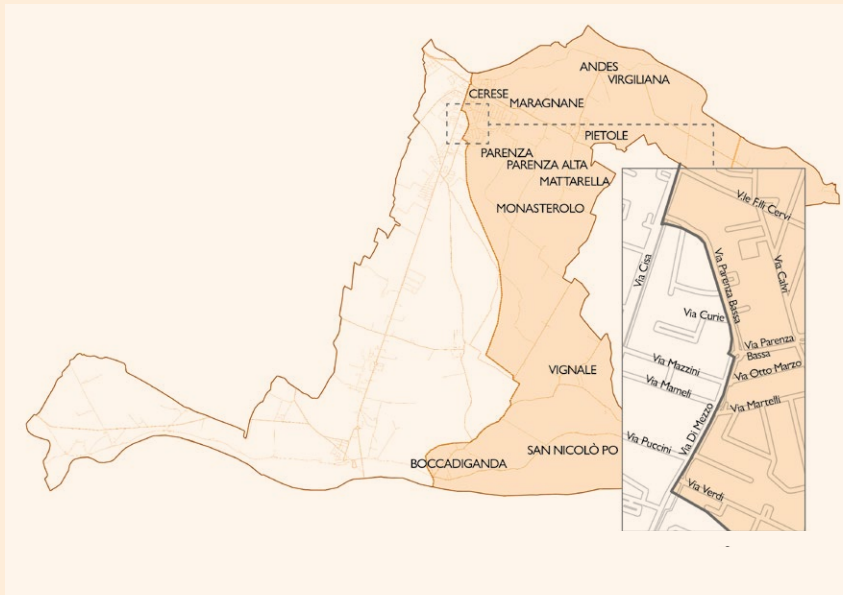 ANDES
VIRGILIANA
CERESE
MARAGNANE
PIETOLE
PARENZA
PARENZA ALTA
MATTARELLA
MONASTEROLO
VIGNALE
SAN NICOLÒ PO
BOCCADIGANDA
V.le F.lli Cervi
Via Cisa
Via Parenza Bassa
Via Calvi
Via Curie
Via Parenza
Bassa
Via Mazzini
Via Otto Marzo
Via Mameli
Via Martelli
Via Di Mezzo
Via Puccini
Via Verdi